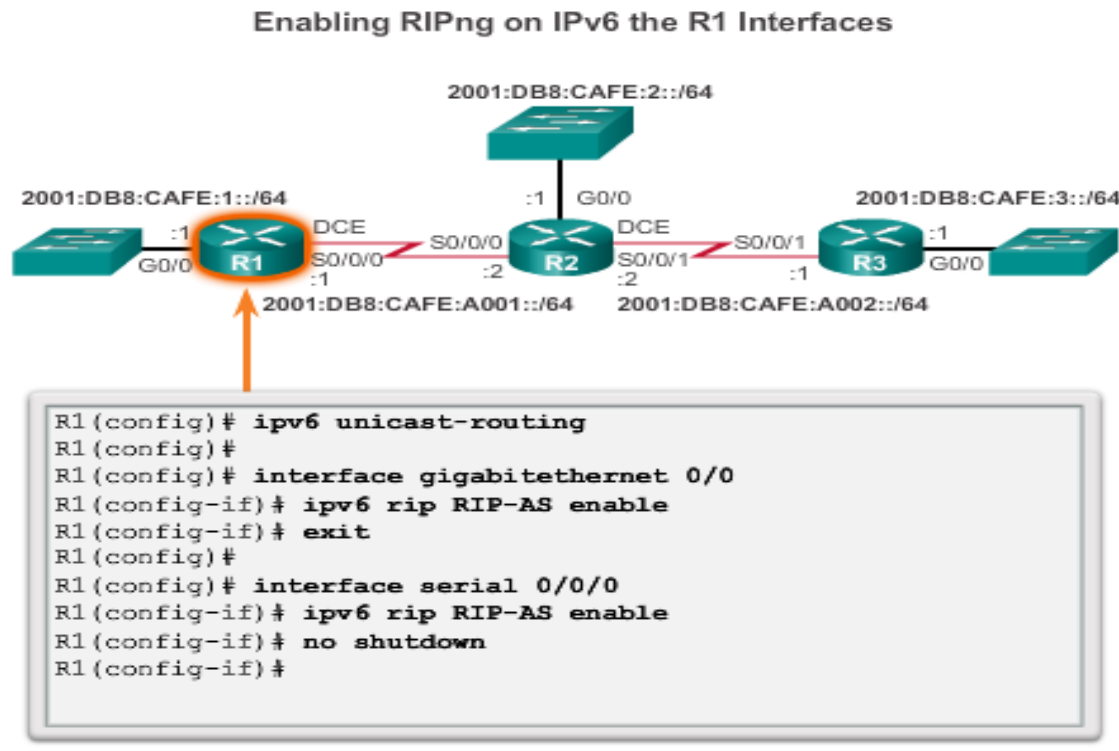 Enabling RIPng on IPv6 the R1 Interfaces
2001:DB8:CAFE:2::/64
2001:DB8:CAFE:1::/64
:1 G0/0
2001:DB8:CAFE:3::/64
:1
DCE
S0/0/0
DCE
S0/0/1
:1
G0/0
R1
S0/0/0
:2
R2
S0/0/1
:1
R3
G0/0
:1
:2
2001:DB8:CAFE:A001::/64
2001:DB8:CAFE:A002::/64
R1(config)# ipv6 unicast-routing
R1(config)#
R1(config)# interface gigabitethernet 0/0
R1(config-if)# ipv6 rip RIP-AS enable
R1(config-if)# exit
R1(config)#
R1(config)# interface serial 0/0/0
R1(config-if)# ipv6 rip RIP-AS enable
R1(config-if)# no shutdown
R1(config-if)#